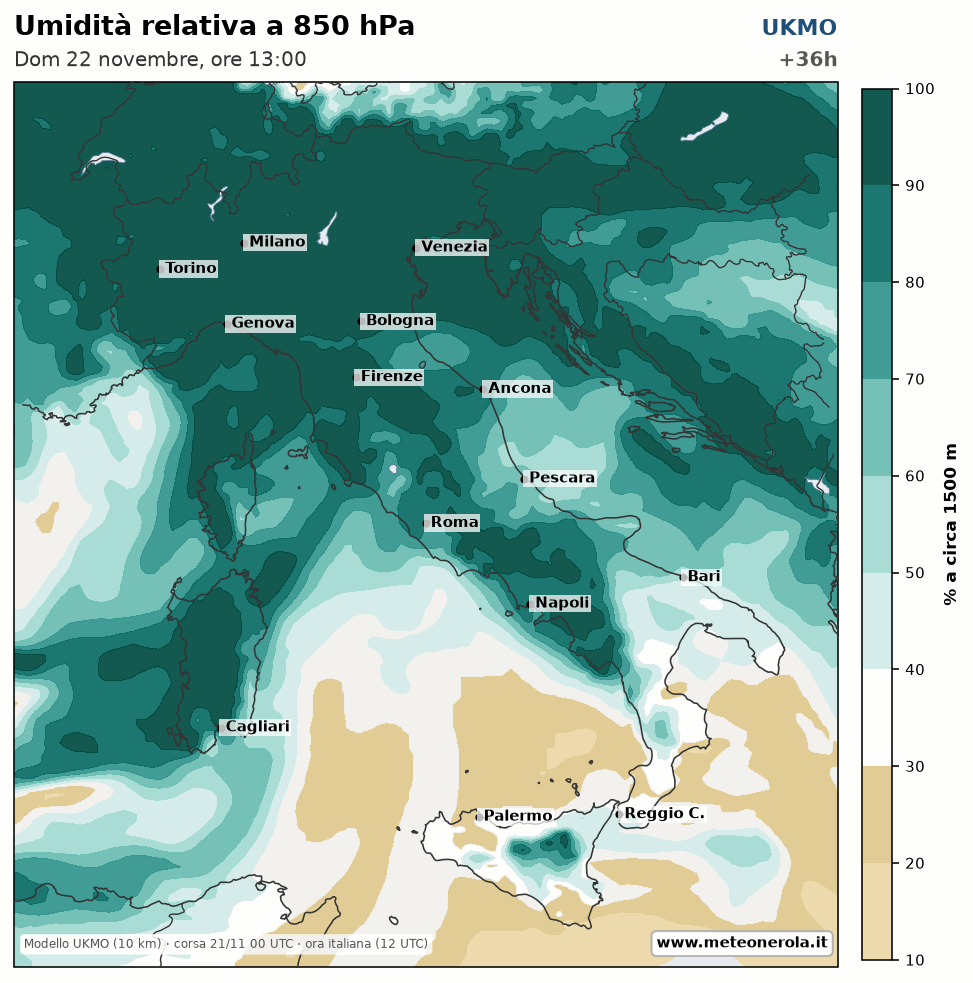 Umidità relativa a 850 hPa
UKMO
Dom 22 novembre, ore 13:00
+36h
100
90
80
70
60
50
40
30
20
10
% a circa 1500 m
Milano
Venezia
Torino
Genova
Bologna
Firenze
Ancona
Pescara
Roma
Bari
Napoli
Cagliari
Palermo
Reggio C.
Modello UKMO (10 km) · corsa 21/11 00 UTC · ora italiana (12 UTC)
www.meteonerola.it